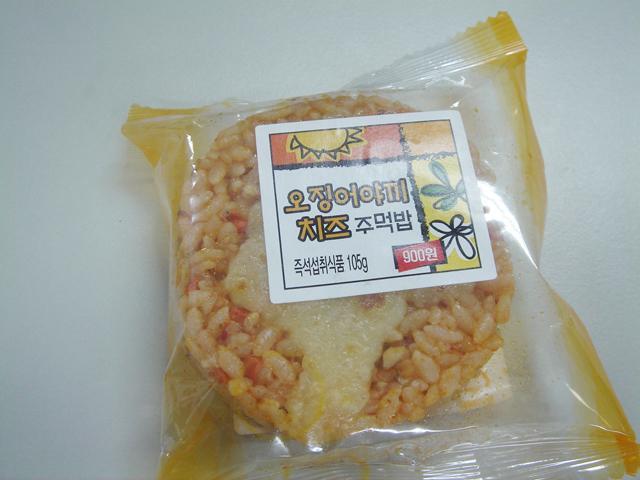 오징어야끼
치즈 주먹밥
즉석섭취식품 105g
900원